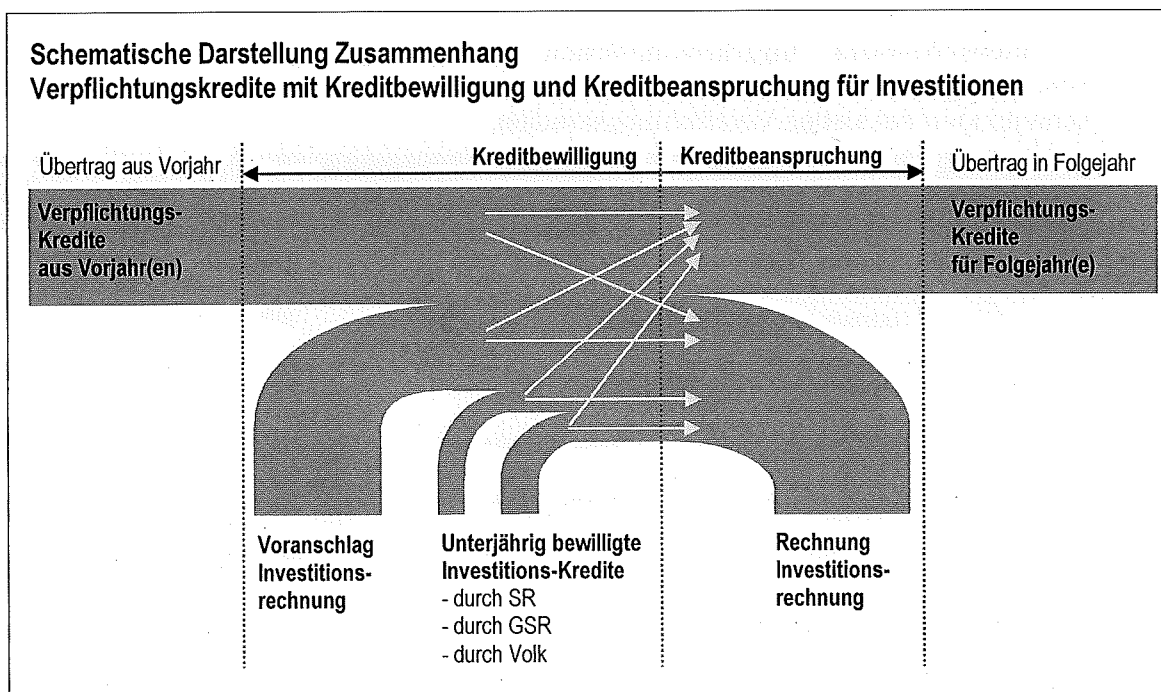 Schematische Darstellung Zusammenhang
Verpflichtungskredite mit Kreditbewilligung und Kreditbeanspruchung für Investitionen
Übertrag aus Vorjahr
Kreditbewilligung
Kreditbeanspruchung
Übertrag in Folgejahr
Verpflichtungs-
Kredite
aus Vorjahr(en)
Verpflichtungs-
Kredite
für Folgejahr(e)
Voranschlag
Investitions-
rechnung
Unterjährig bewilligte
Investitions-Kredite
- durch SR
- durch GSR
- durch Volk
Rechnung
Investitions-
rechnung